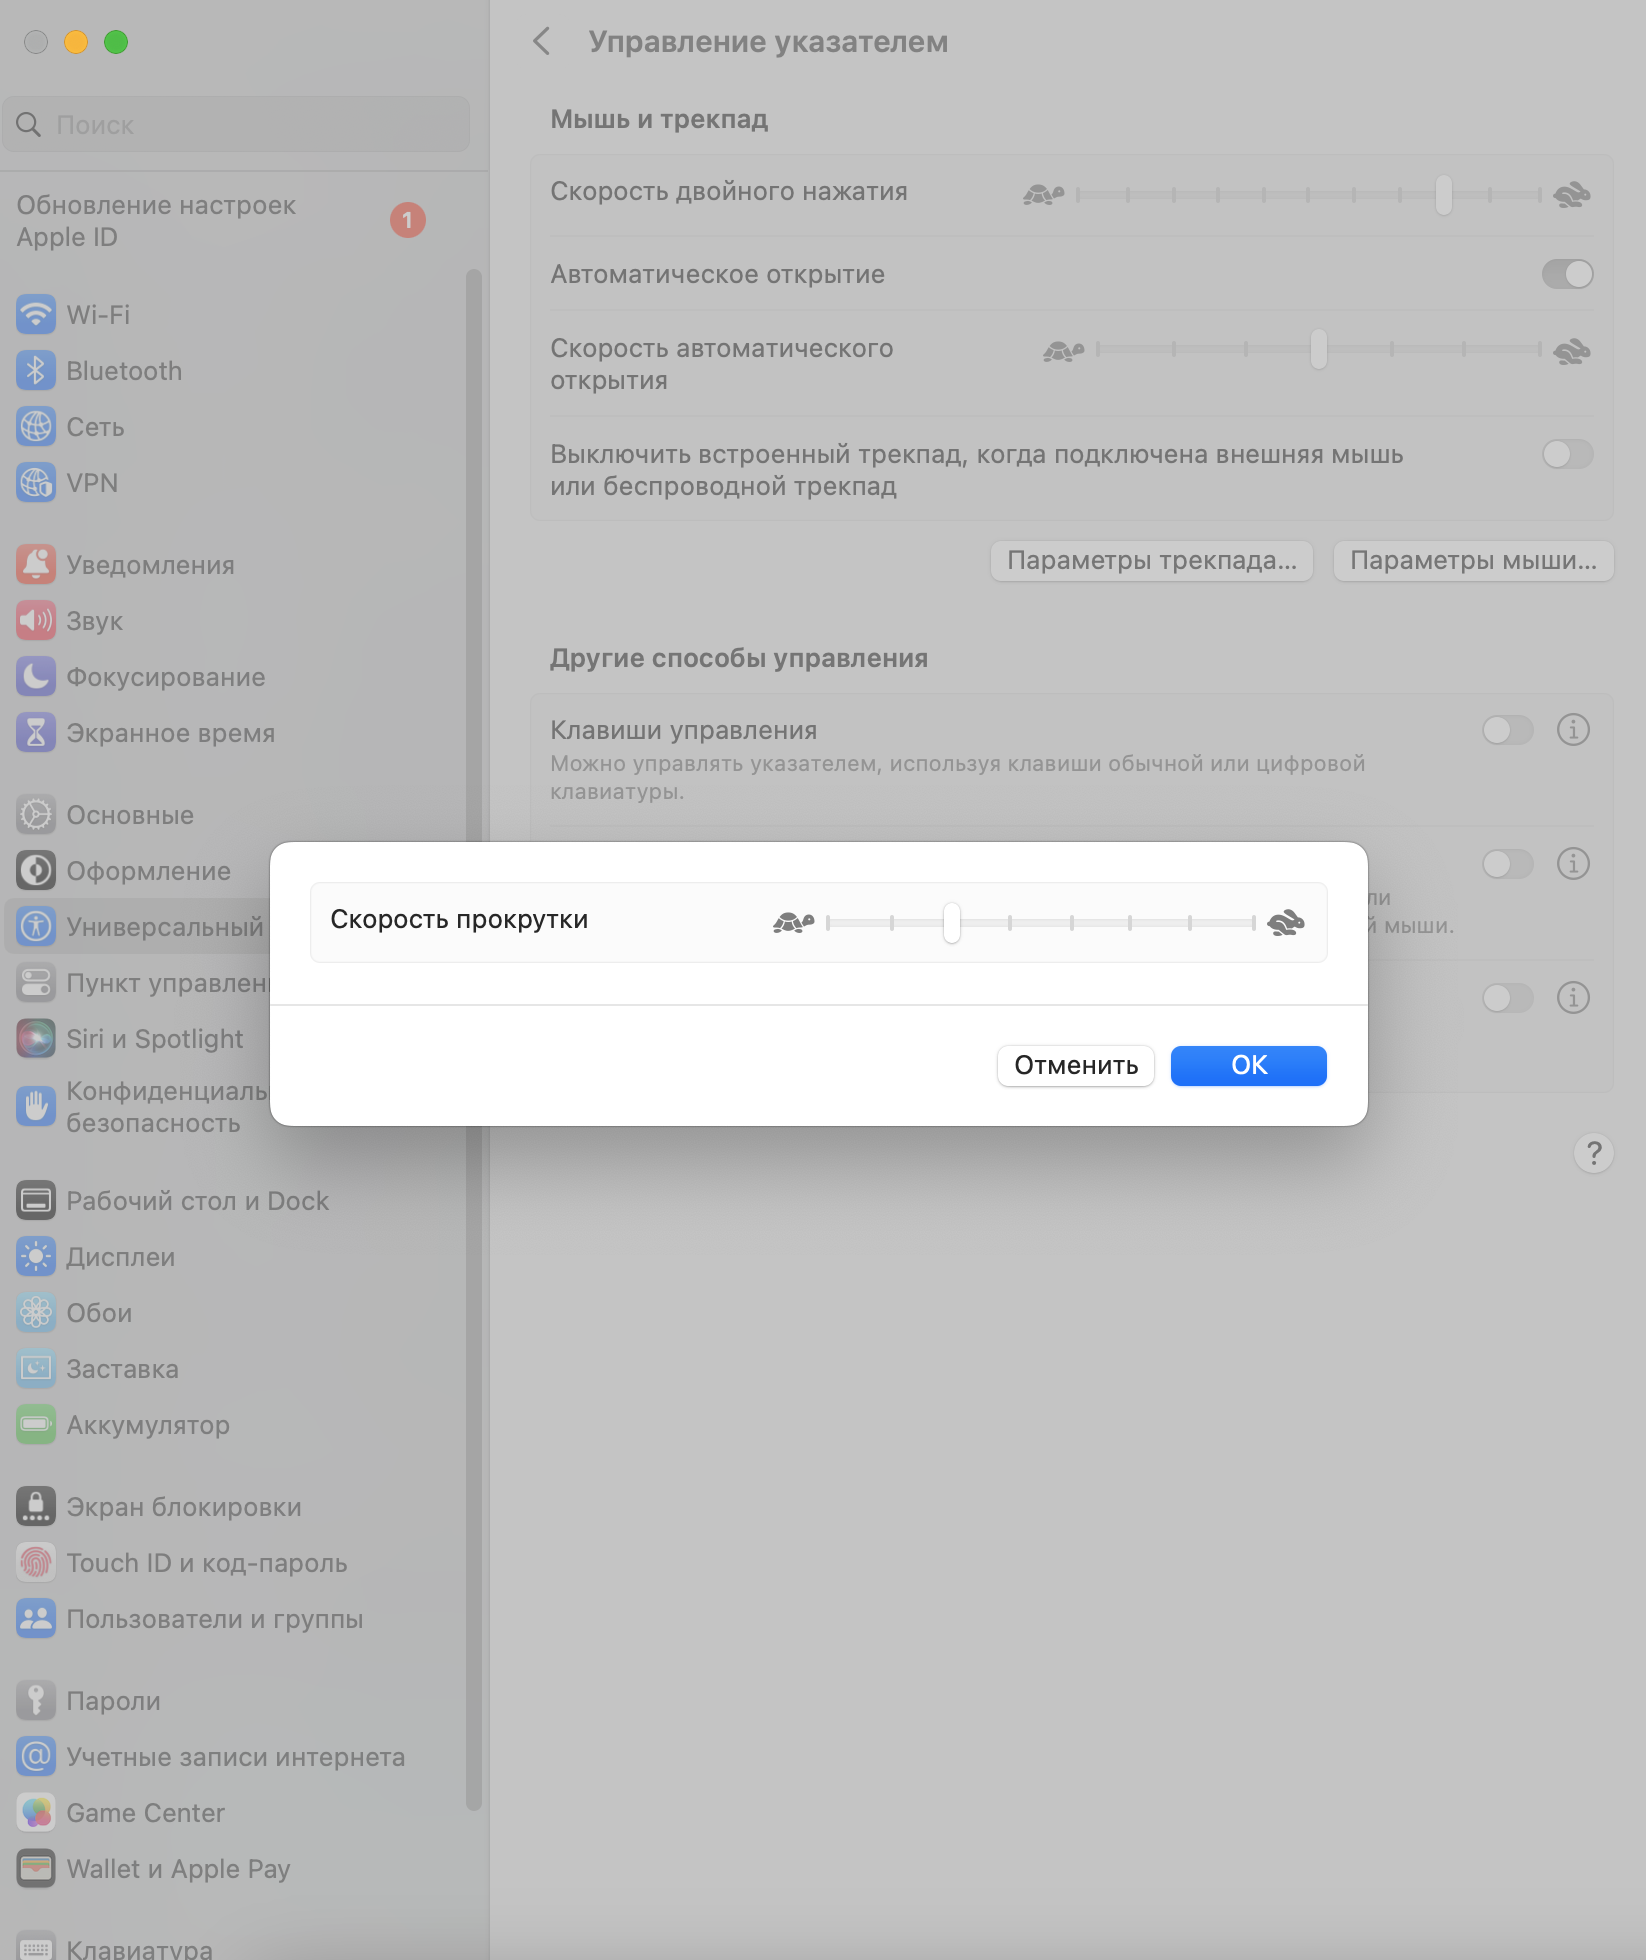 Управление указателем
Поиск
Обновление настроек
Apple ID
1
Wi-Fi
Bluetooth
Сеть
VPN
Уведомления
Звук
Фокусирование
Экранное время
Основные
Оформление
Универсальный
Пункт управлен
Siri и Spotlight
Конфиденциаль
безопасность
Рабочий стол и Dock
Дисплеи
Обои
Заставка
Аккумулятор
Экран блокировки
Touch ID и код-пароль
Пользователи и группы
Пароли
Учетные записи интернета
Game Center
Wallet и Apple Pay
Клавиатура
Мышь и трекпад
Скорость двойного нажатия
Автоматическое открытие
Скорость автоматического
открытия
Выключить встроенный трекпад, когда подключена внешняя мышь
или беспроводной трекпад
Параметры трекпада... Параметры мыши...
Другие способы управления
Клавиши управления
Можно управлять указателем, используя клавиши обычной или цифровой
клавиатуры.
ли
й мыши.
Скорость прокрутки
Отменить OK
?